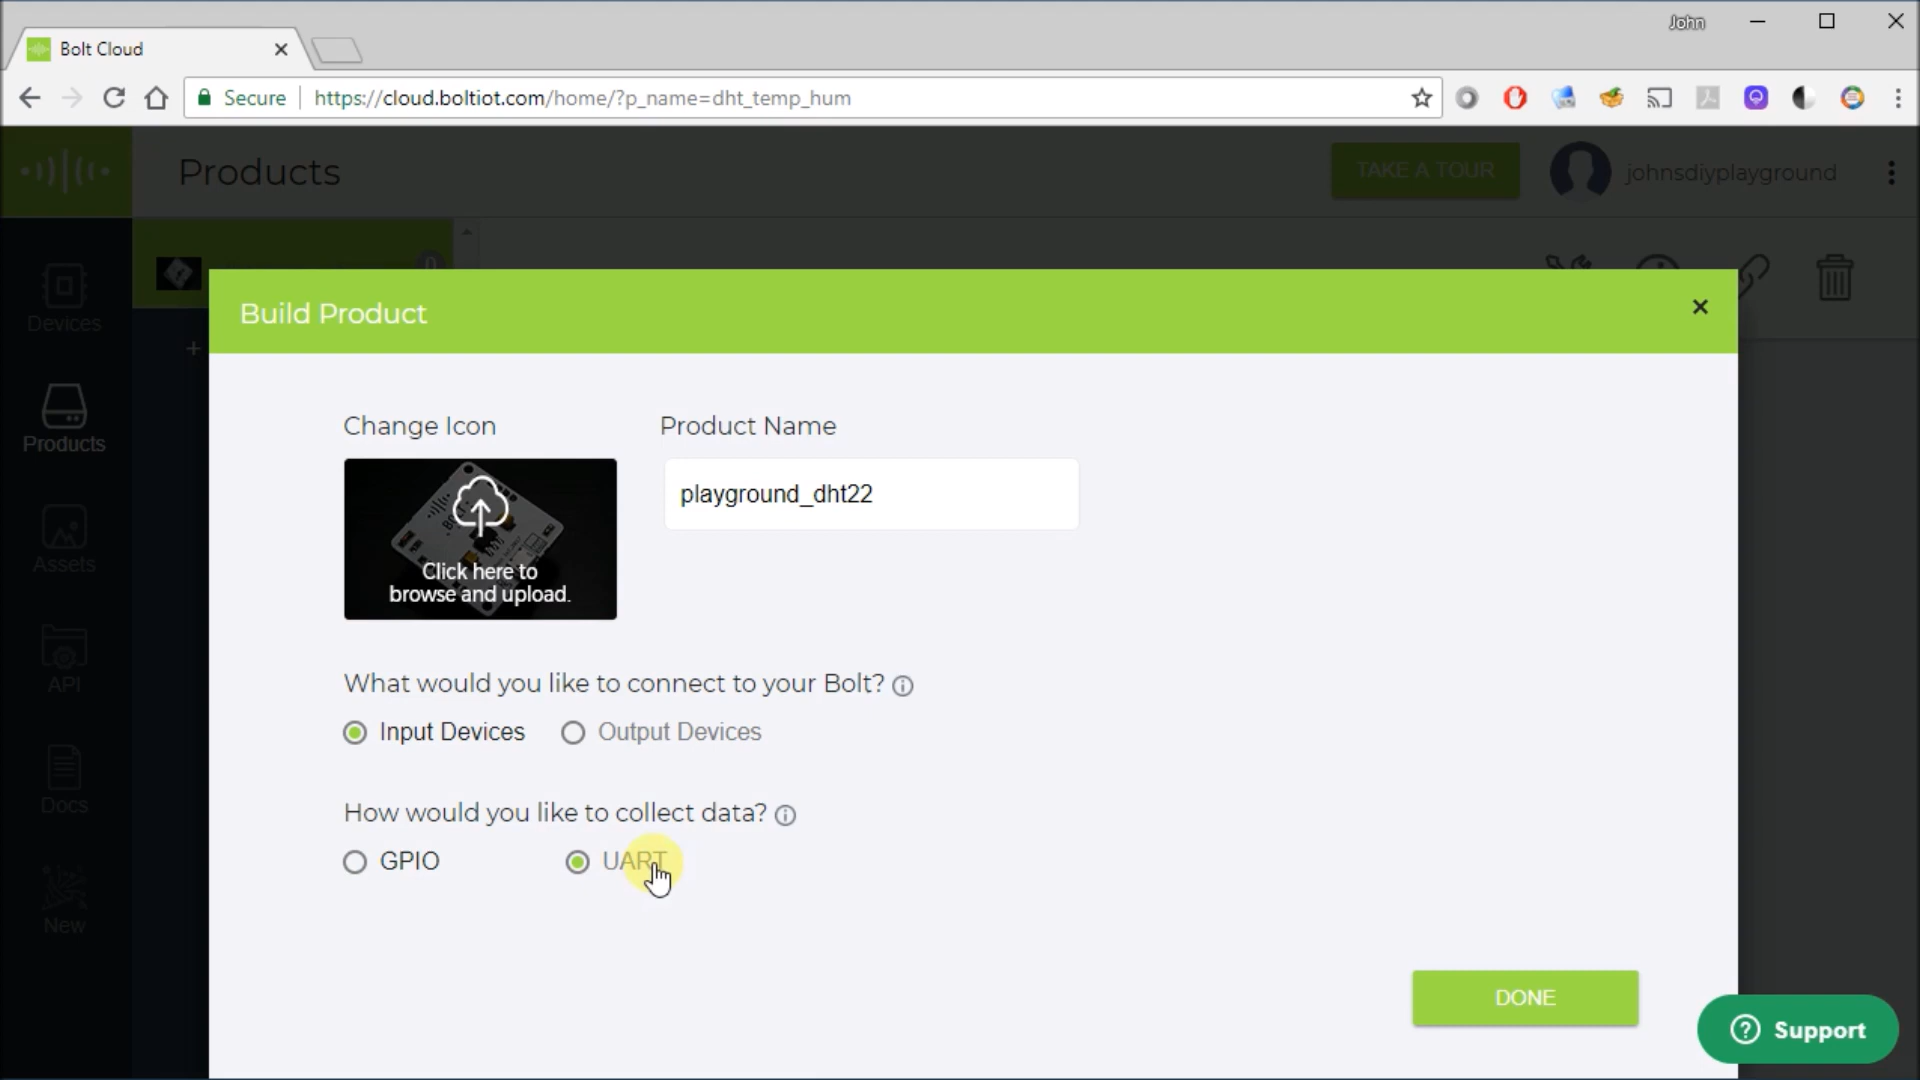 John
Bolt Cloud
Secure
https://cloud.boltiot.com/home/?p_name=dht_temp_hum
Products
TAKE A TOUR
johnsdiyplayground
0
Devices
Products
Assets
API
Docs
New
+
Build Product
Change Icon
Product Name
Click here to
browse and upload.
playground_dht22
What would you like to connect to your Bolt?
Input Devices
Output Devices
How would you like to collect data?
GPIO
UART
DONE
Support